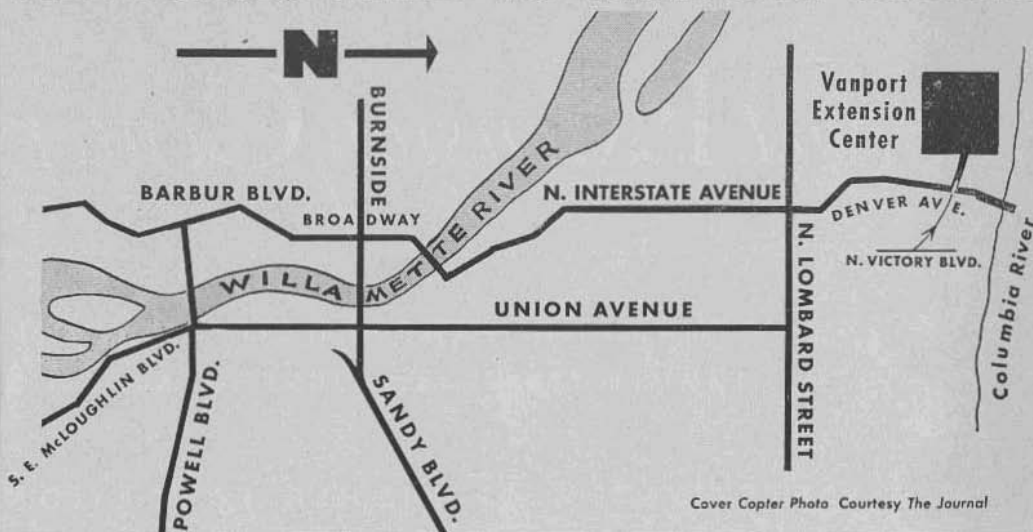 N
BURNSIDE
Vanport
Extension
Center
BARBUR BLVD.
BROADWAY
WILLAMETTE RIVER
N. INTERSTATE AVENUE
DENVER AVE.
N. VICTORY BLVD.
UNION AVENUE
N. LOMBARD STREET
Columbia River
S. E. McLOUGHLIN BLVD.
POWELL BLVD.
SANDY BLVD.
Cover Copter Photo Courtesy The Journal